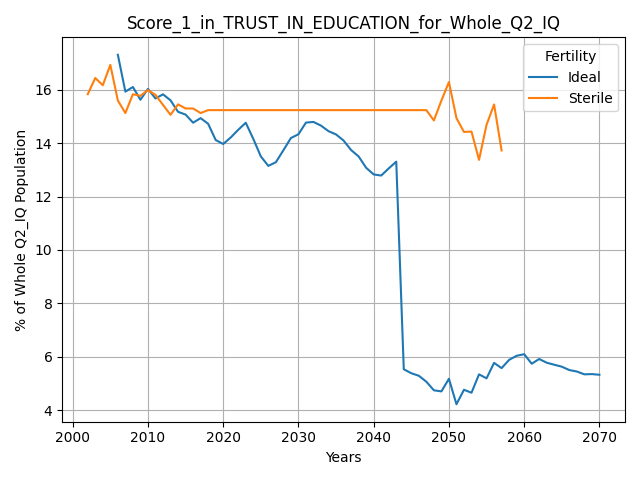 Score_1_in_TRUST_IN_EDUCATION_for_Whole_Q2_IQ
Fertility
Ideal
Sterile
% of Whole Q2_IQ Population
16
14
12
10
8
6
4
2000 2010 2020 2030 2040 2050 2060 2070
Years